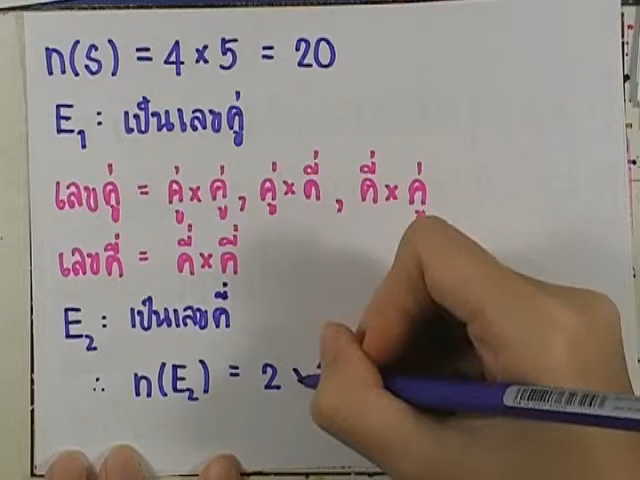 n(S) = 4 × 5 = 20
E₁ : เป็นเลขคู่
เลขคู่ = คู่ × คู่ , คู่ × คี่ , คี่ × คู่
เลขคี่ = คี่ × คี่
E₂ : เป็นเลขคี่
∴ n(E₂) = 2